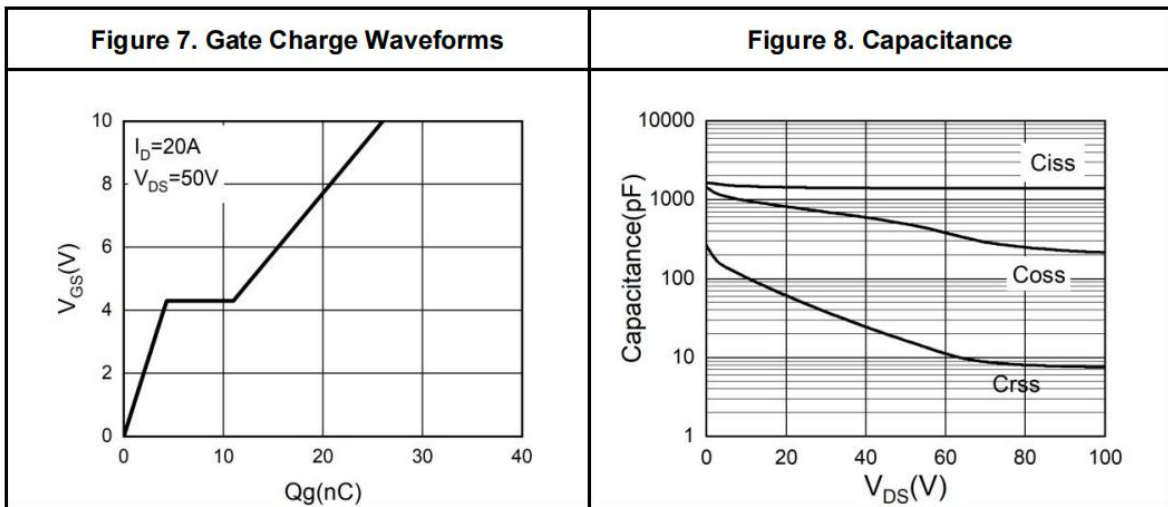 Figure 7. Gate Charge Waveforms
Figure 8. Capacitance
10
8
6
4
2
0
V_GS(V)
I_D=20A
V_DS=50V
0 10 20 30 40
Qg(nC)
10000
1000
100
10
1
Capacitance(pF)
Ciss
Coss
Crss
0 20 40 60 80 100
V_DS(V)